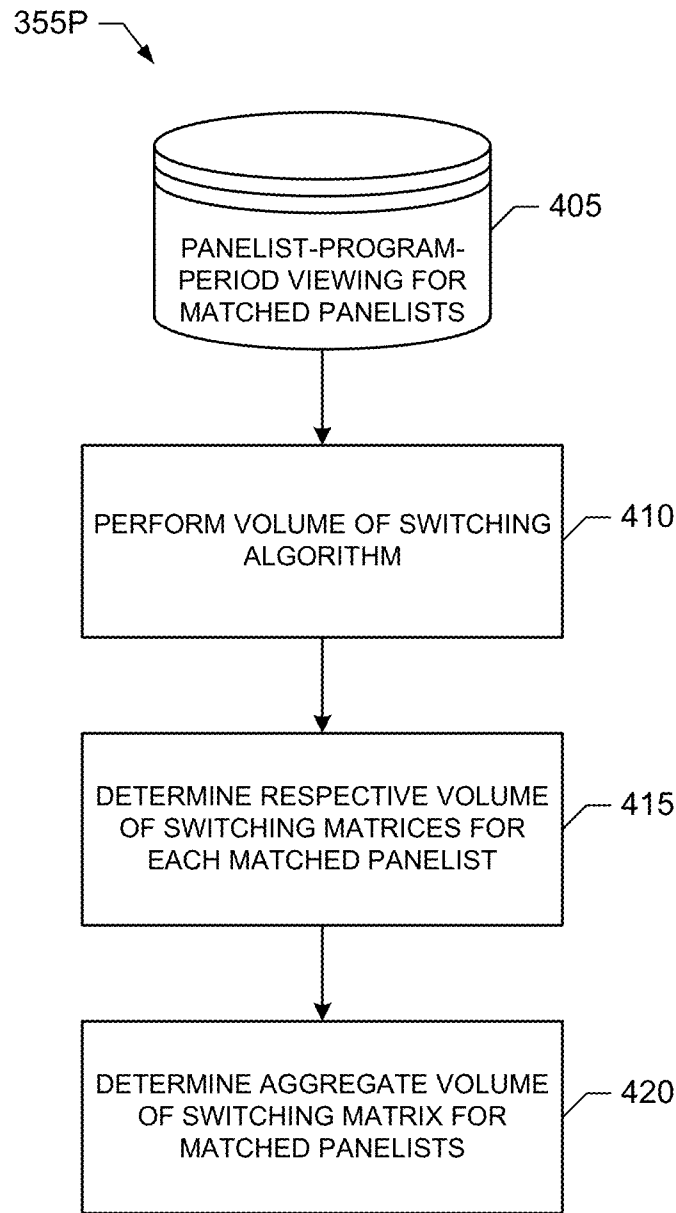 355P
PANELIST-PROGRAM-
PERIOD VIEWING FOR
MATCHED PANELISTS
405
PERFORM VOLUME OF SWITCHING
ALGORITHM
410
DETERMINE RESPECTIVE VOLUME
OF SWITCHING MATRICES FOR
EACH MATCHED PANELIST
415
DETERMINE AGGREGATE VOLUME
OF SWITCHING MATRIX FOR
MATCHED PANELISTS
420